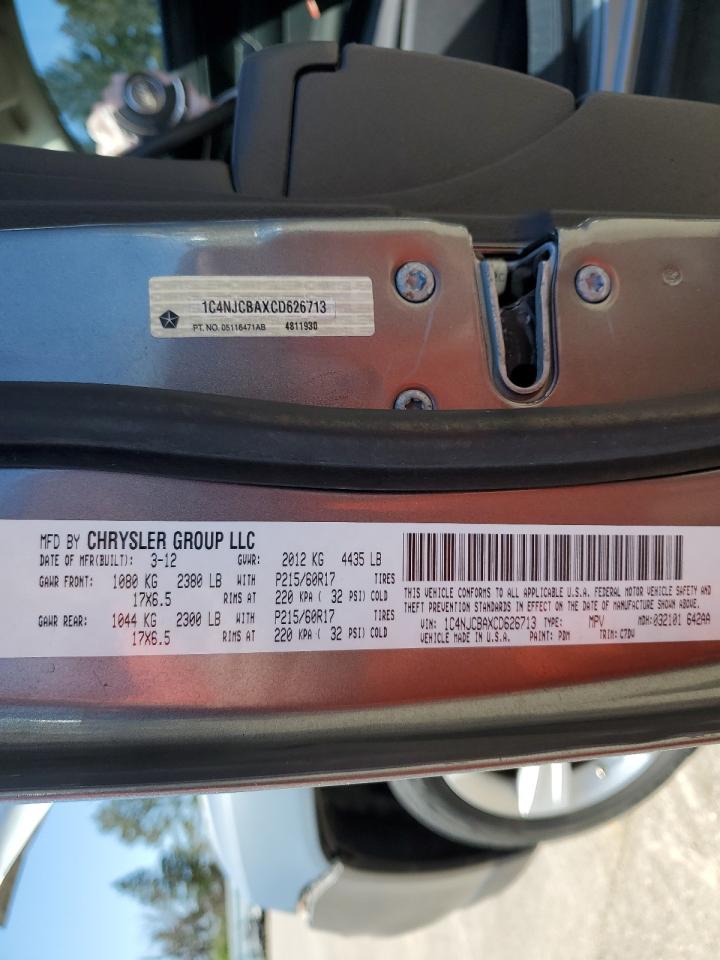 1C4NJCBAXCD626713
PT. NO. 05116471AB 4811930
MFD BY CHRYSLER GROUP LLC
DATE OF MFR(BUILT): 3-12 GVWR: 2012 KG 4435 LB
GAWR FRONT: 1080 KG 2380 LB WITH P215/60R17 TIRES
17X6.5 RIMS AT 220 KPA ( 32 PSI) COLD
GAWR REAR: 1044 KG 2300 LB WITH P215/60R17 TIRES
17X6.5 RIMS AT 220 KPA ( 32 PSI) COLD
THIS VEHICLE CONFORMS TO ALL APPLICABLE U.S.A. FEDERAL MOTOR VEHICLE SAFETY AND
THEFT PREVENTION STANDARDS IN EFFECT ON THE DATE OF MANUFACTURE SHOWN ABOVE.
VIN: 1C4NJCBAXCD626713 TYPE: MPV MDH: 032101 642AA
VEHICLE MADE IN U.S.A. PAINT: PDM TRIM: C7DV